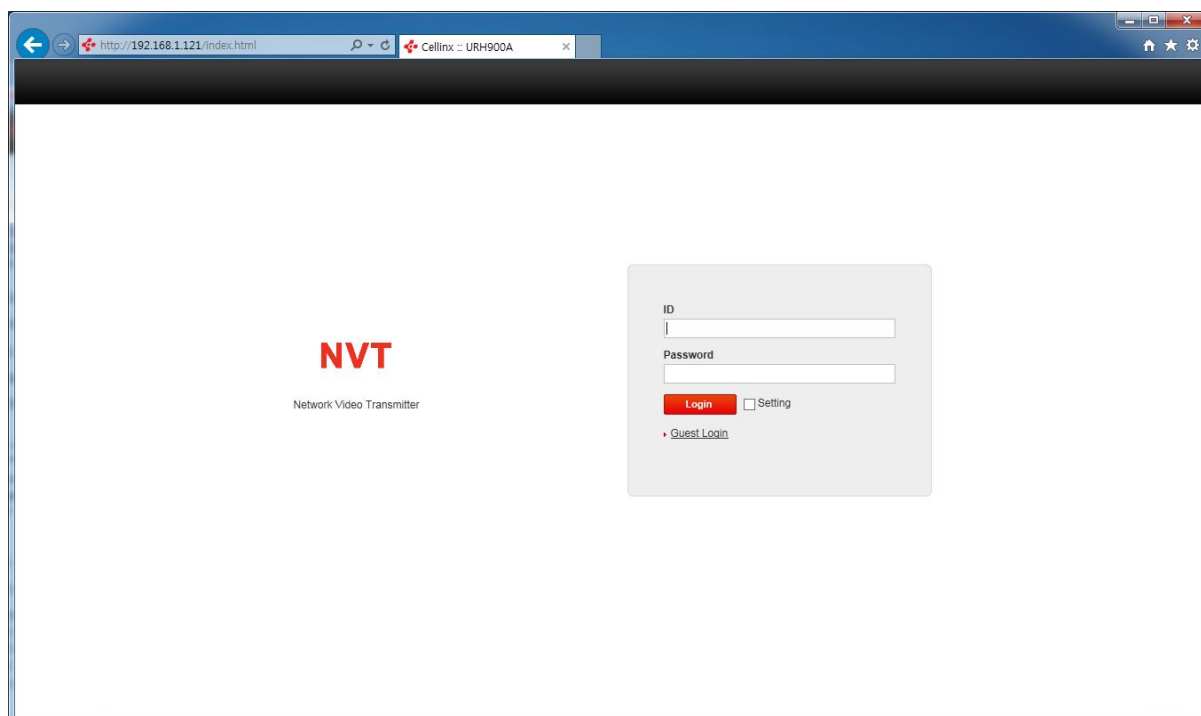 http://192.168.1.121/index.html
Cellinx :: URH900A
ID
Password
NVT
Network Video Transmitter
Login
Setting
Guest Login